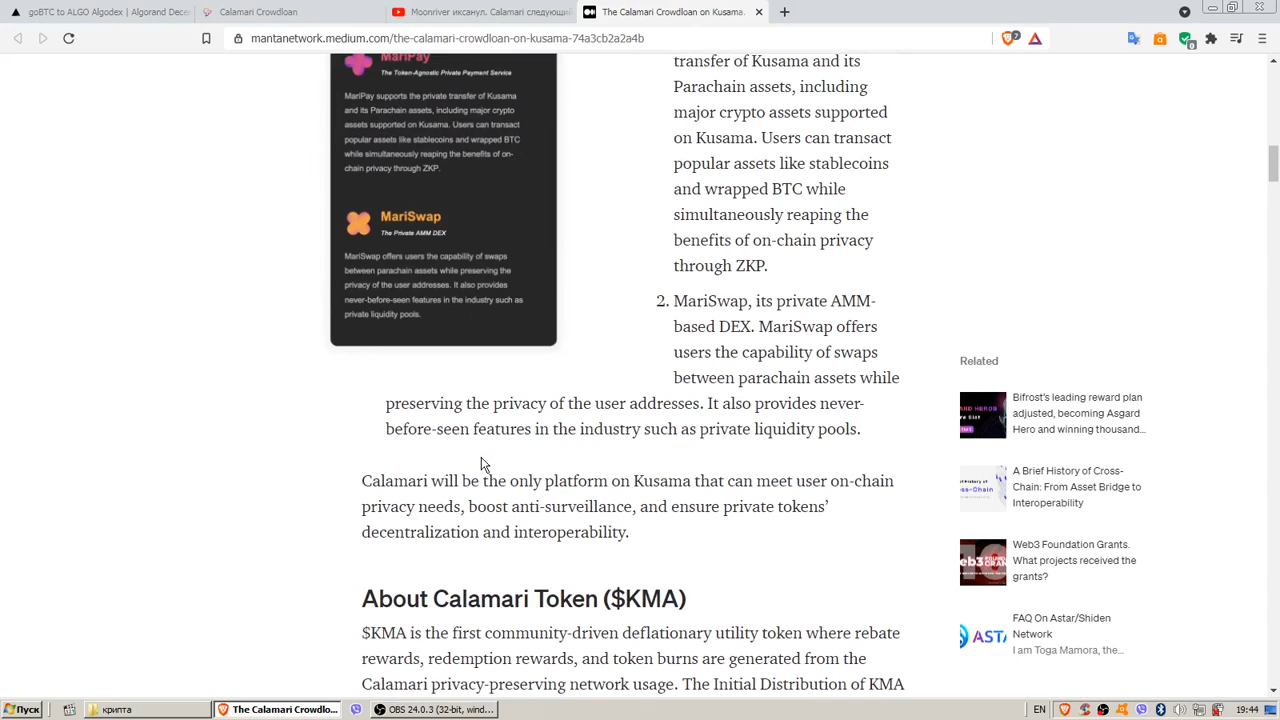 goBTC to ALGO Algodex | Algorand Dece
Calamari Crowdloan
Moonriver иксанул. Calamari следующий
The Calamari Crowdloan on Kusama.
mantanetwork.medium.com/the-calamari-crowdloan-on-kusama-74a3cb2a2a4b
MariPay
The Token-Agnostic Private Payment Service
MariPay supports the private transfer of Kusama
and its Parachain assets, including major crypto
assets supported on Kusama. Users can transact
popular assets like stablecoins and wrapped BTC
while simultaneously reaping the benefits of on-
chain privacy through ZKP.
MariSwap
The Private AMM DEX
MariSwap offers users the capability of swaps
between parachain assets while preserving the
privacy of the user addresses. It also provides
never-before-seen features in the industry such as
private liquidity pools.
transfer of Kusama and its
Parachain assets, including
major crypto assets supported
on Kusama. Users can transact
popular assets like stablecoins
and wrapped BTC while
simultaneously reaping the
benefits of on-chain privacy
through ZKP.
2. MariSwap, its private AMM-
based DEX. MariSwap offers
users the capability of swaps
between parachain assets while
preserving the privacy of the user addresses. It also provides never-
before-seen features in the industry such as private liquidity pools.
Calamari will be the only platform on Kusama that can meet user on-chain
privacy needs, boost anti-surveillance, and ensure private tokens’
decentralization and interoperability.
About Calamari Token ($KMA)
$KMA is the first community-driven deflationary utility token where rebate
rewards, redemption rewards, and token burns are generated from the
Calamari privacy-preserving network usage. The Initial Distribution of KMA
Related
Bifrost’s leading reward plan
adjusted, becoming Asgard
Hero and winning thousand...
A Brief History of Cross-
Chain: From Asset Bridge to
Interoperability
Web3 Foundation Grants.
What projects received the
grants?
FAQ On Astar/Shiden
Network
I am Toga Mamora, the...
ASTA
Пуск
крипта
The Calamari Crowdlo...
OBS 24.0.3 (32-bit, wind...
EN
19:44